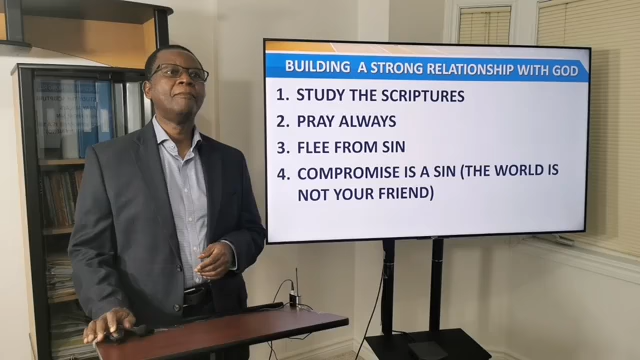 BUILDING A STRONG RELATIONSHIP WITH GOD
1. STUDY THE SCRIPTURES
2. PRAY ALWAYS
3. FLEE FROM SIN
4. COMPROMISE IS A SIN (THE WORLD IS
NOT YOUR FRIEND)